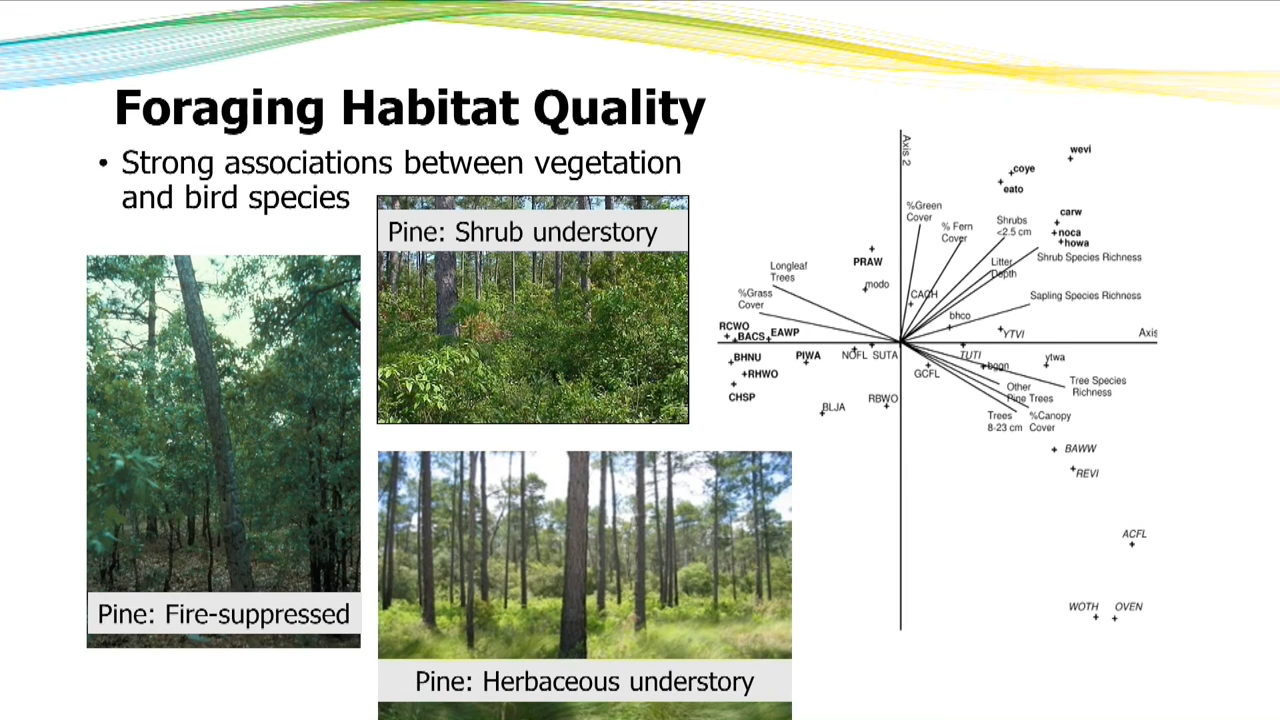 Foraging Habitat Quality
• Strong associations between vegetation
and bird species
Pine: Shrub understory
Pine: Fire-suppressed
Pine: Herbaceous understory
Axis 2
wevi
coye
eato
%Green
Cover
% Fern
Cover
Shrubs
<2.5 cm
carw
noca
howa
Shrub Species Richness
PRAW
Litter
Depth
Longleaf
Trees
modo
CACH
%Grass
Cover
Sapling Species Richness
bhco
RCWO
BACS
EAWP
YTVI
Axis
BHNU
PIWA
NOFL
SUTA
TUTI
ytwa
RHWO
GCFL
Tree Species
Richness
CHSP
Other
Pine Trees
BLJA
RBWO
Trees
8-23 cm
%Canopy
Cover
BAWW
REVI
ACFL
WOTH
OVEN